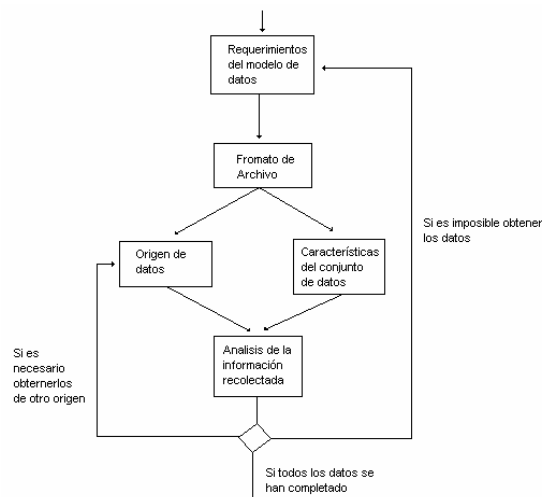 Requerimientos
del modelo de
datos
Fromato de
Archivo
Si es imposible obtener
los datos
Origen de
datos
Características
del conjunto
de datos
Si es
necesario
obternerlos
de otro origen
Analisis de la
información
recolectada
Si todos los datos se
han completado